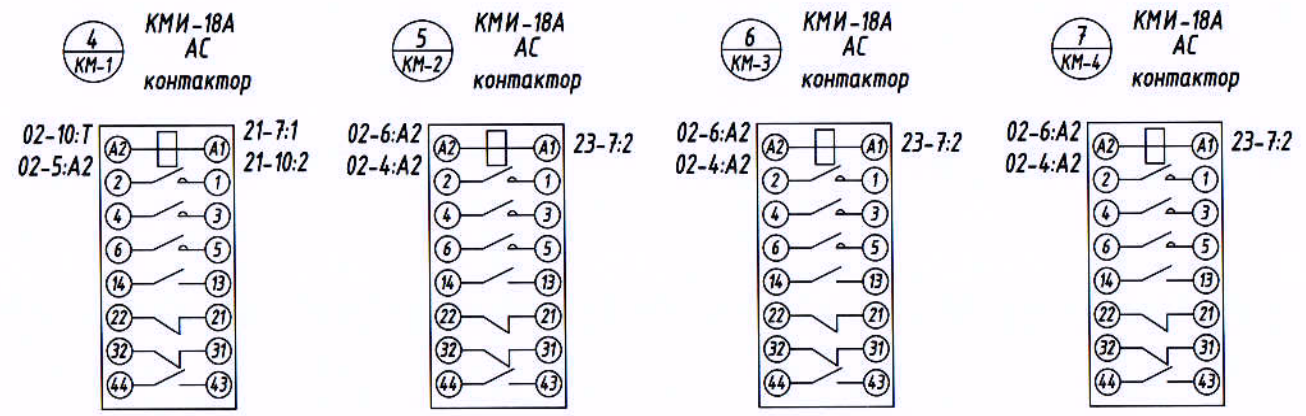 4
КМ-1
КМИ-18А
АС
контактор
02-10:Т
02-5:А2
21-7:1
21-10:2
А2
А1
2
1
4
3
6
5
14
13
22
21
32
31
44
43
5
КМ-2
КМИ-18А
АС
контактор
02-6:А2
02-4:А2
23-7:2
А2
А1
2
1
4
3
6
5
14
13
22
21
32
31
44
43
6
КМ-3
КМИ-18А
АС
контактор
02-6:А2
02-4:А2
23-7:2
А2
А1
2
1
4
3
6
5
14
13
22
21
32
31
44
43
7
КМ-4
КМИ-18А
АС
контактор
02-6:А2
02-4:А2
23-7:2
А2
А1
2
1
4
3
6
5
14
13
22
21
32
31
44
43